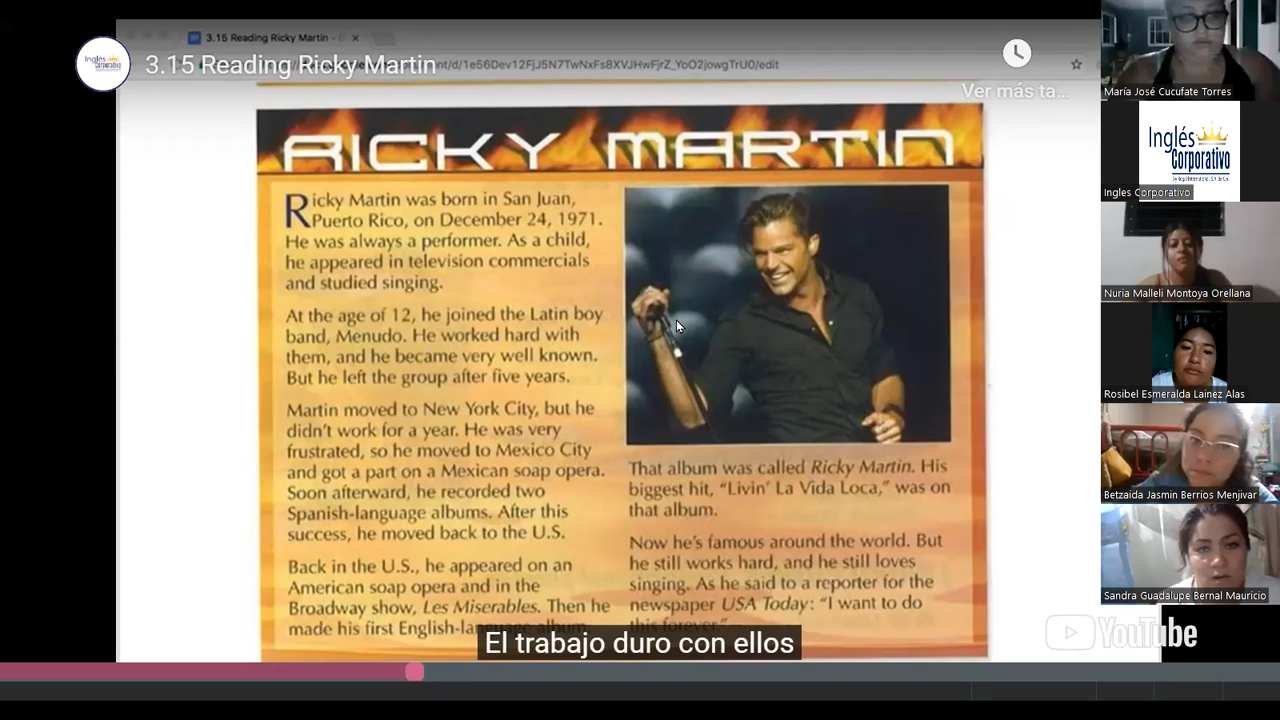 3.15 Reading Ricky Martin -
3.15 Reading Ricky Martin
nt/d/1e56Dev12FjJ5N7TwNxFs8XVJHwFjrZ_YoO2jowgTrU0/edit
Ver más ta...
Inglés
Corporativo
RICKY MARTIN
Ricky Martin was born in San Juan,
Puerto Rico, on December 24, 1971.
He was always a performer. As a child,
he appeared in television commercials
and studied singing.
At the age of 12, he joined the Latin boy
band, Menudo. He worked hard with
them, and he became very well known.
But he left the group after five years.
Martin moved to New York City, but he
didn't work for a year. He was very
frustrated, so he moved to Mexico City
and got a part on a Mexican soap opera.
Soon afterward, he recorded two
Spanish-language albums. After this
success, he moved back to the U.S.
Back in the U.S., he appeared on an
American soap opera and in the
Broadway show, Les Miserables. Then he
made his first English-language album.
That album was called Ricky Martin. His
biggest hit, "Livin' La Vida Loca," was on
that album.
Now he's famous around the world. But
he still works hard, and he still loves
singing. As he said to a reporter for the
newspaper USA Today: "I want to do
this forever."
El trabajo duro con ellos
YouTube
María José Cucufate Torres
Inglés
Corporativo
Ingles Corporativo
Nuria Malleli Montoya Orellana
Rosibel Esmeralda Lainez Alas
Betzaida Jasmin Berrios Menjivar
Sandra Guadalupe Bernal Mauricio